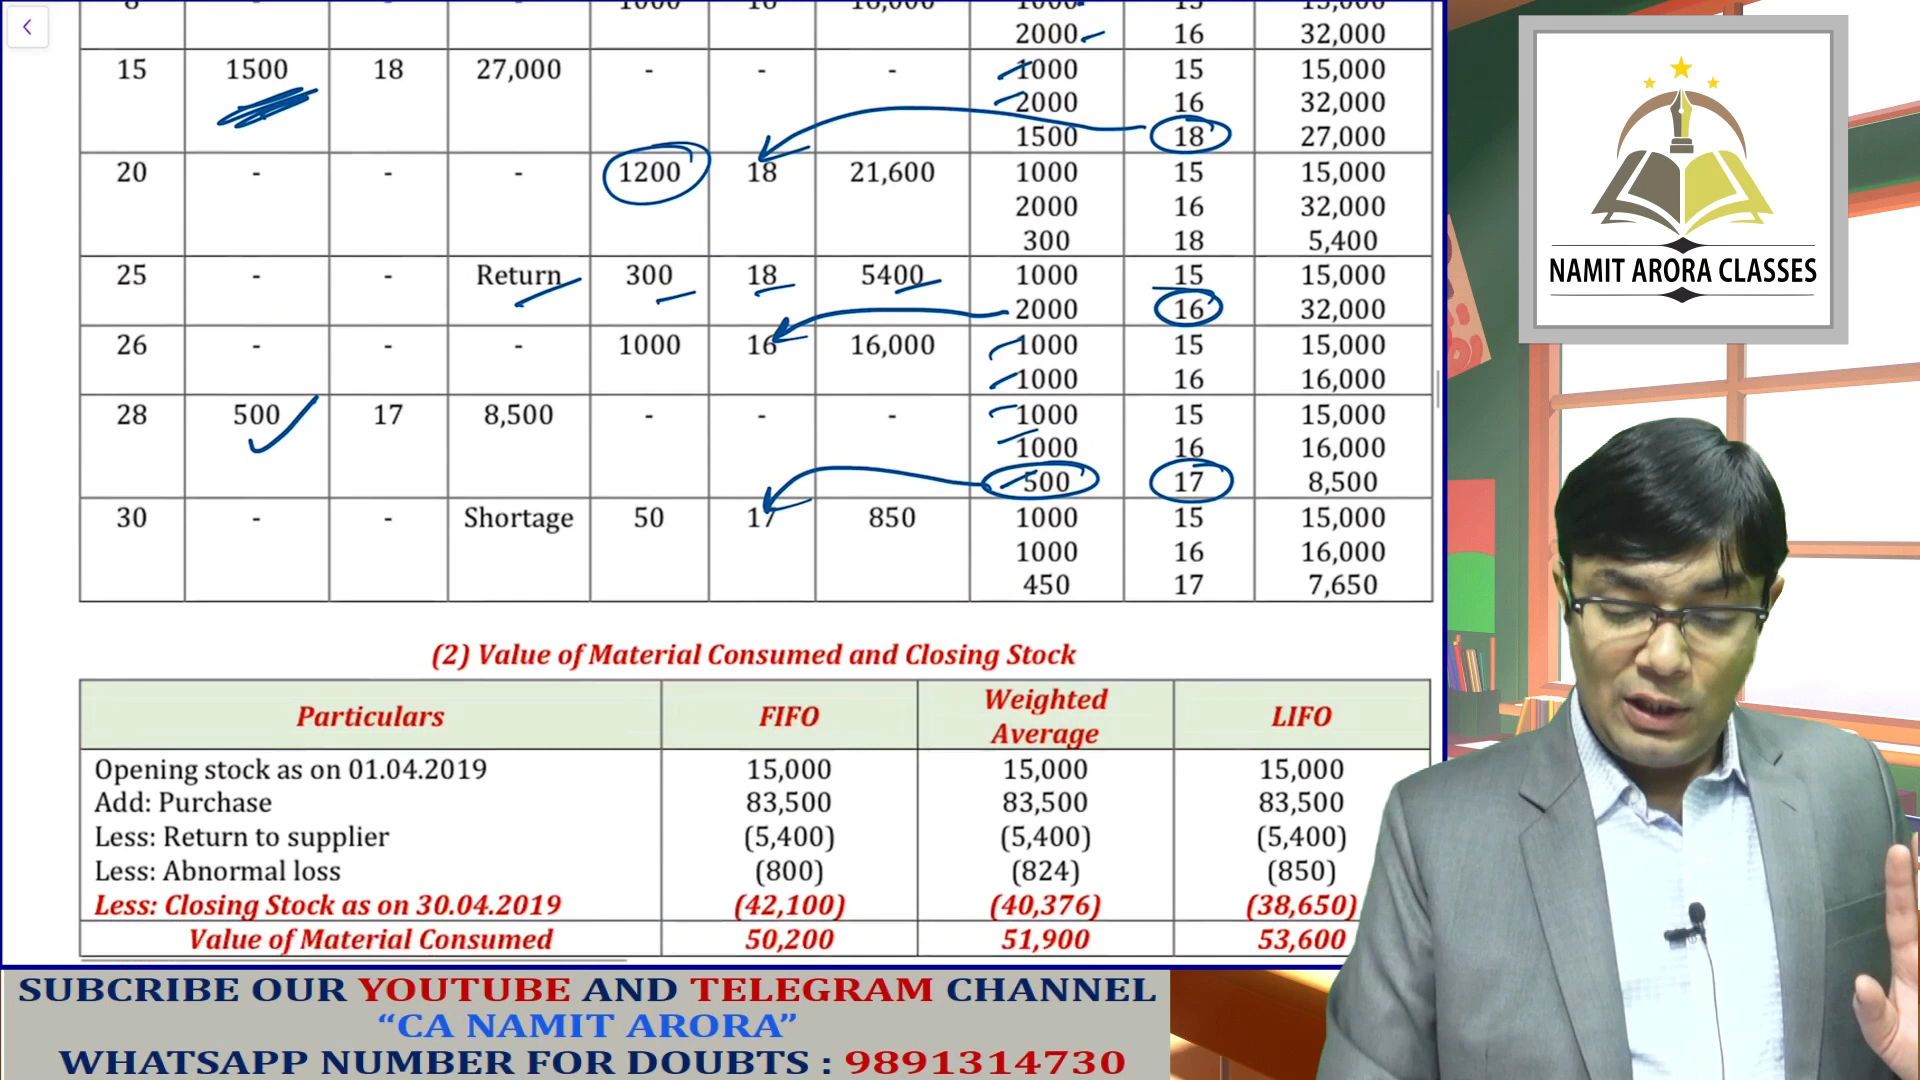 8 - - - 1000 16 16,000 1000 15 15,000
2000 16 32,000
15 1500 18 27,000 - - - 1000 15 15,000
2000 16 32,000
1500 18 27,000
20 - - - 1200 18 21,600 1000 15 15,000
2000 16 32,000
300 18 5,400
25 - - Return 300 18 5400 1000 15 15,000
2000 16 32,000
26 - - - 1000 16 16,000 1000 15 15,000
1000 16 16,000
28 500 17 8,500 - - - 1000 15 15,000
1000 16 16,000
500 17 8,500
30 - - Shortage 50 17 850 1000 15 15,000
1000 16 16,000
450 17 7,650
(2) Value of Material Consumed and Closing Stock
Particulars FIFO Weighted Average LIFO
Opening stock as on 01.04.2019 15,000 15,000 15,000
Add: Purchase 83,500 83,500 83,500
Less: Return to supplier (5,400) (5,400) (5,400)
Less: Abnormal loss (800) (824) (850)
Less: Closing Stock as on 30.04.2019 (42,100) (40,376) (38,650)
Value of Material Consumed 50,200 51,900 53,600
NAMIT ARORA CLASSES
SUBCRIBE OUR YOUTUBE AND TELEGRAM CHANNEL
“CA NAMIT ARORA”
WHATSAPP NUMBER FOR DOUBTS : 9891314730